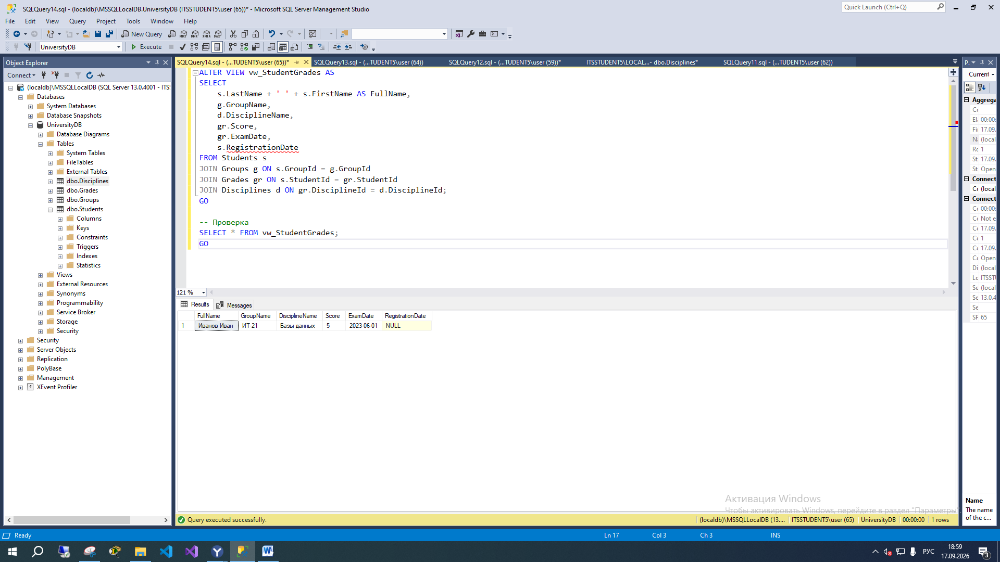 SQLQuery14.sql - (localdb)\MSSQLLocalDB.UniversityDB (ITSSTUDENT5\user (65))* - Microsoft SQL Server Management Studio
Quick Launch (Ctrl+Q)
File Edit View Query Project Tools Window Help
New Query
UniversityDB
Execute
Object Explorer
Connect
(localdb)\MSSQLLocalDB (SQL Server 13.0.4001 - ITS
Databases
System Databases
Database Snapshots
UniversityDB
Database Diagrams
Tables
System Tables
FileTables
External Tables
dbo.Disciplines
dbo.Grades
dbo.Groups
dbo.Students
Columns
Keys
Constraints
Triggers
Indexes
Statistics
Views
External Resources
Synonyms
Programmability
Service Broker
Storage
Security
Security
Server Objects
Replication
PolyBase
Management
XEvent Profiler
SQLQuery14.sql - (...TUDENT5\user (65))* SQLQuery13.sql - (...TUDENT5\user (64)) SQLQuery12.sql - (...TUDENT5\user (59))* ITSSTUDENT5\LOCAL...- dbo.Disciplines* SQLQuery11.sql - (...TUDENT5\user (62))
ALTER VIEW vw_StudentGrades AS
SELECT
s.LastName + ' ' + s.FirstName AS FullName,
g.GroupName,
d.DisciplineName,
gr.Score,
gr.ExamDate,
s.RegistrationDate
FROM Students s
JOIN Groups g ON s.GroupId = g.GroupId
JOIN Grades gr ON s.StudentId = gr.StudentId
JOIN Disciplines d ON gr.DisciplineId = d.DisciplineId;
GO
-- Проверка
SELECT * FROM vw_StudentGrades;
GO
121 %
Results Messages
FullName GroupName DisciplineName Score ExamDate RegistrationDate
1 Иванов Иван ИТ-21 Базы данных 5 2023-06-01 NULL
Активация Windows
Чтобы активировать Windows, перейдите в раздел "Параметры".
Query executed successfully.
(localdb)\MSSQLLocalDB (13.... ITSSTUDENT5\user (65) UniversityDB 00:00:00 1 rows
P.
Current
Aggrega
Cc
Ela 00:00:
Fir 17.09.
Na (local
Rc 1
Sta 17.09.
Sta Open
Connect
Cc (local
Connect
Cc 00:00:
Cc Not e
Cc 17.09.
Cc 1
Cc 17.09.
Cc Open
Di (local
Lc ITSSTU
Se (local
Se 13.0.4
Se
SP 65
Name
The name
of the c...
Ready Ln 17 Col 3 Ch 3 INS
РУС
18:59
17.09.2026
3